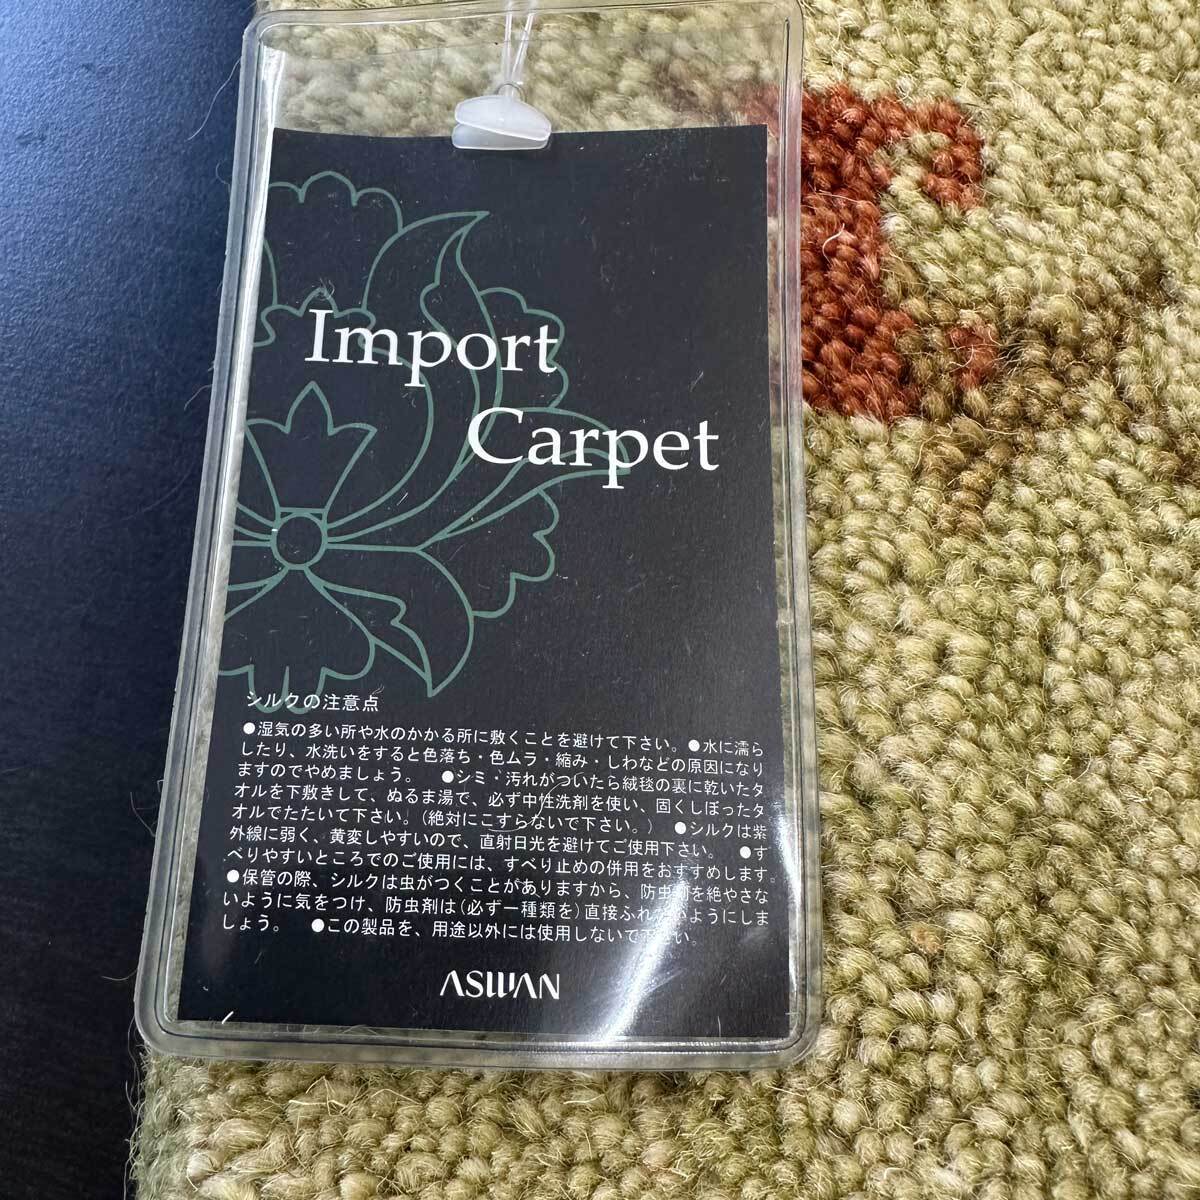 Import
Carpet
シルクの注意点
●湿気の多い所や水のかかる所に敷くことを避けて下さい。●水に濡ら
したり、水洗いをすると色落ち・色ムラ・縮み・しわなどの原因になり
ますのでやめましょう。 ●シミ・汚れがついたら絨毯の裏に乾いたタ
オルを下敷きして、ぬるま湯で、必ず中性洗剤を使い、固くしぼったタ
オルでたたいて下さい。(絶対にこすらないで下さい。) ●シルクは紫
外線に弱く、黄変しやすいので、直射日光を避けてご使用下さい。 ●す
べりやすいところでのご使用には、すべり止めの併用をおすすめします。
●保管の際、シルクは虫がつくことがありますから、防虫剤を絶やさな
いように気をつけ、防虫剤は(必ず一種類を)直接ふれないようにしま
しょう。 ●この製品を、用途以外には使用しないで下さい。
ASWAN